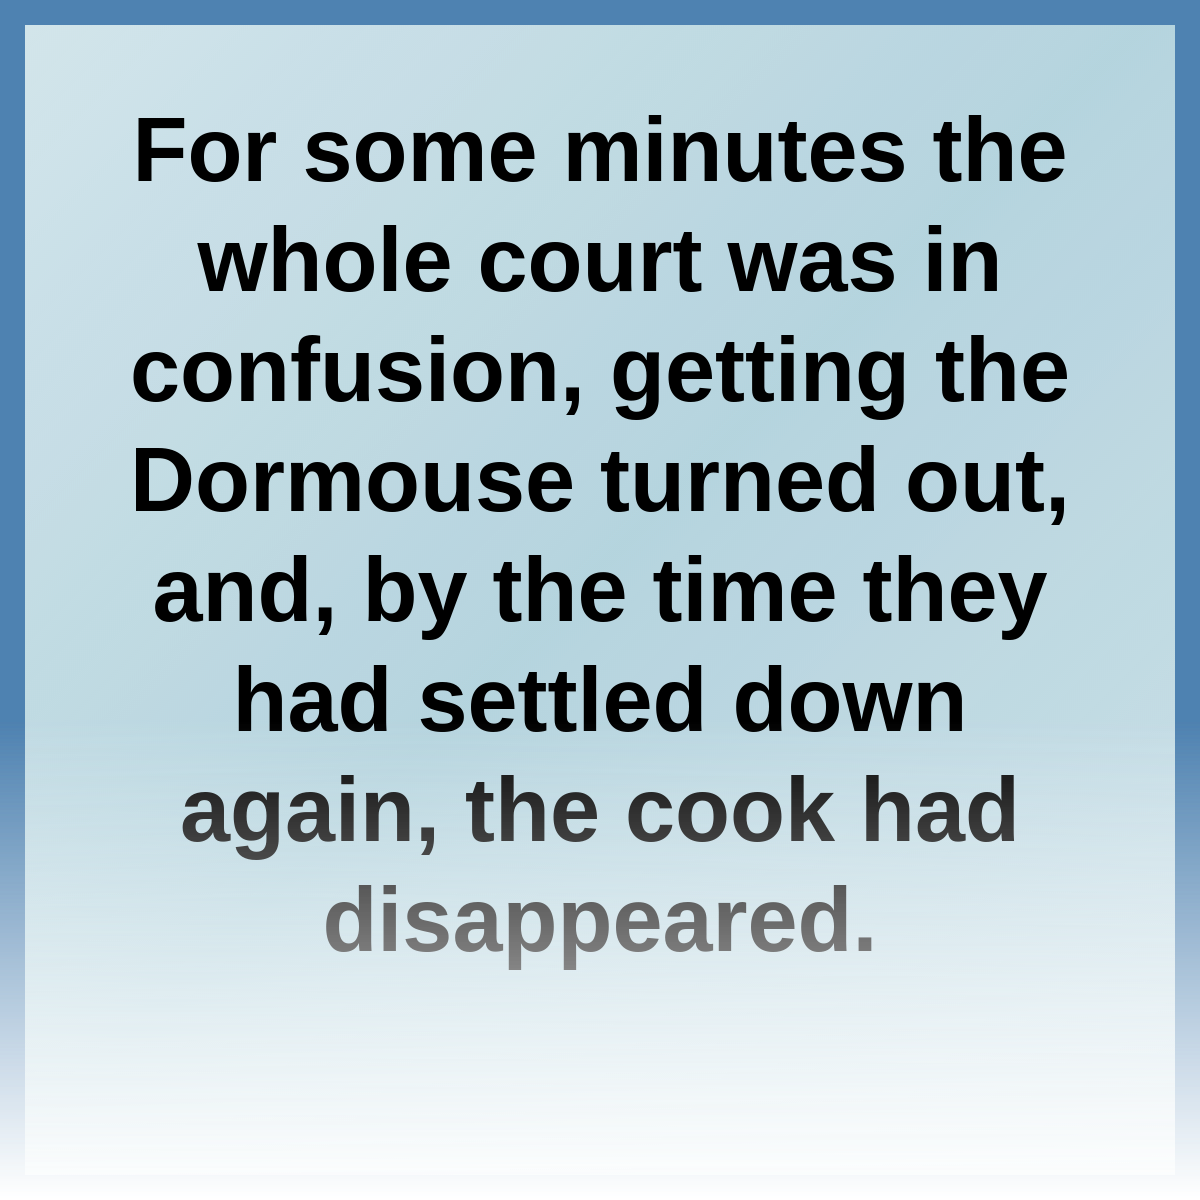 For some minutes the
whole court was in
confusion, getting the
Dormouse turned out,
and, by the time they
had settled down
again, the cook had
disappeared.